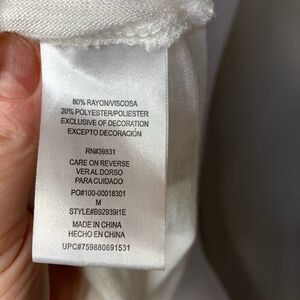 80% RAYON/VISCOSA
20% POLYESTER/POLIESTER
EXCLUSIVE OF DECORATION
EXCEPTO DECORACIÓN
RN#39831
CARE ON REVERSE
VER AL DORSO
PARA CUIDADO
PO#100-00018301
M
STYLE#6929391E
MADE IN CHINA
HECHO EN CHINA
UPC#759880691531